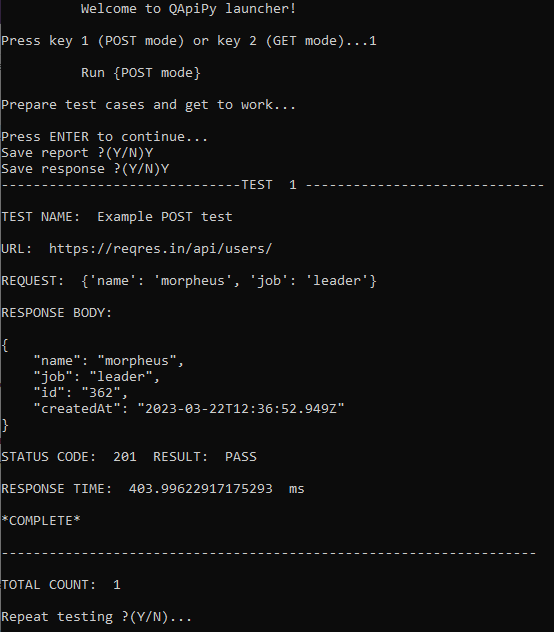 Welcome to QApiPy launcher!
Press key 1 (POST mode) or key 2 (GET mode)...1
Run {POST mode}
Prepare test cases and get to work...
Press ENTER to continue...
Save report ?(Y/N)Y
Save response ?(Y/N)Y
------------------------------TEST  1 ------------------------------
TEST NAME:  Example POST test
URL:  https://reqres.in/api/users/
REQUEST:  {'name': 'morpheus', 'job': 'leader'}
RESPONSE BODY:
{
    "name": "morpheus",
    "job": "leader",
    "id": "362",
    "createdAt": "2023-03-22T12:36:52.949Z"
}
STATUS CODE:  201  RESULT:  PASS
RESPONSE TIME:  403.99622917175293  ms
*COMPLETE*
-------------------------------------------------------------------
TOTAL COUNT:  1
Repeat testing ?(Y/N)...